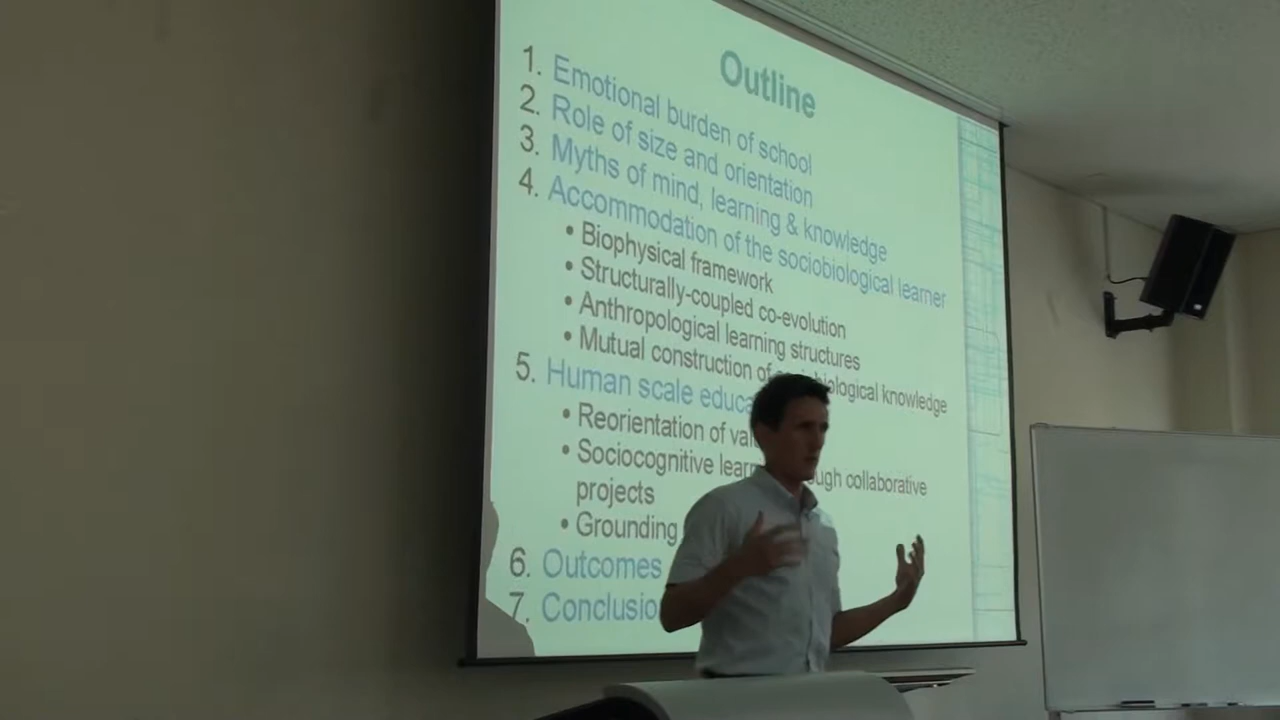 Outline
1. Emotional burden of school
2. Role of size and orientation
3. Myths of mind, learning & knowledge
4. Accommodation of the sociobiological learner
• Biophysical framework
• Structurally-coupled co-evolution
• Anthropological learning structures
• Mutual construction of sociobiological knowledge
5. Human scale
• Reorientation of
• Sociocognitive through collaborative
projects
• Grounding
6. Outcomes
7.